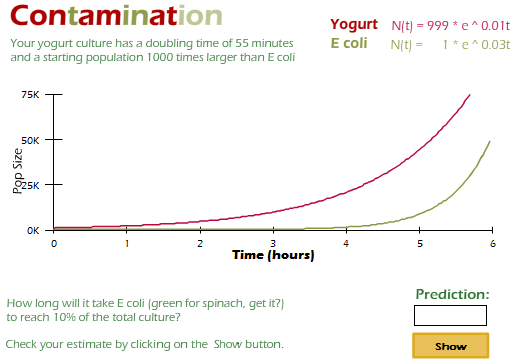 Contamination
Yogurt N(t) = 999 * e ^ 0.01t
E coli N(t) = 1 * e ^ 0.03t
Your yogurt culture has a doubling time of 55 minutes
and a starting population 1000 times larger than E coli
75K
50K
25K
0K
Pop Size
0 1 2 3 4 5 6
Time (hours)
Prediction:
How long will it take E coli (green for spinach, get it?)
to reach 10% of the total culture?
Check your estimate by clicking on the Show button.
Show